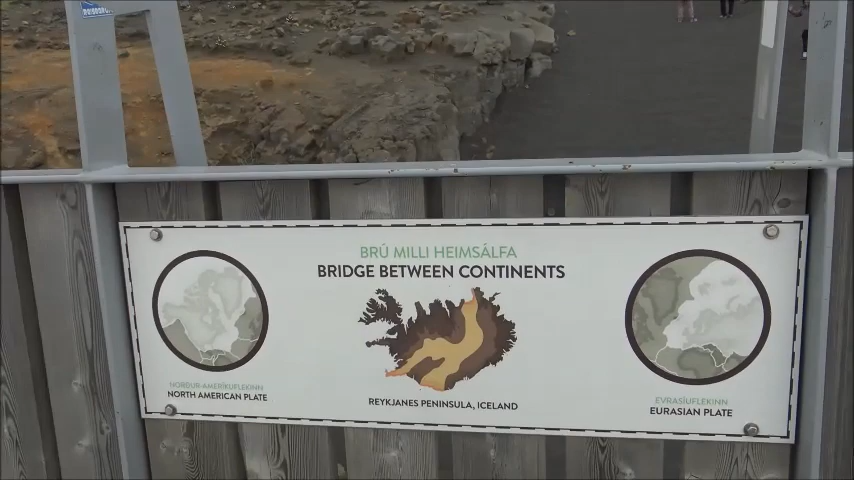 BRÚ MILLI HEIMSÁLFA
BRIDGE BETWEEN CONTINENTS
NORÐUR-AMERÍKUFLEKINN
NORTH AMERICAN PLATE
REYKJANES PENINSULA, ICELAND
EVRASÍUFLEKINN
EURASIAN PLATE